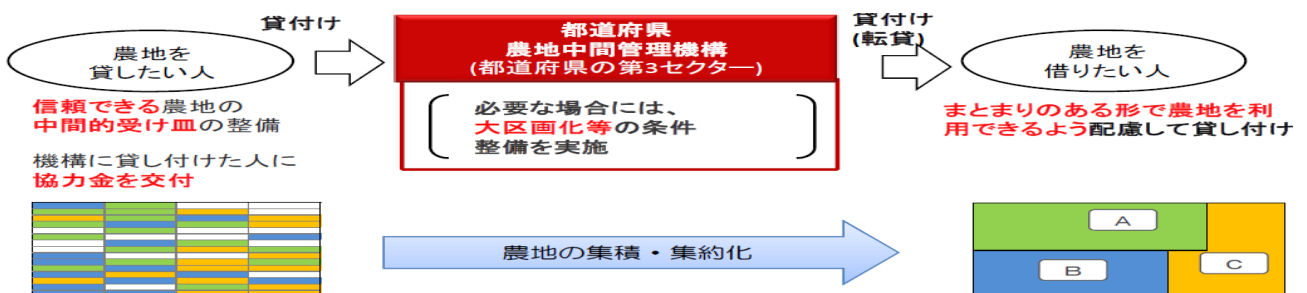 貸付け
農地を
貸したい人
信頼できる農地の
中間的受け皿の整備
機構に貸し付けた人に
協力金を交付
都道府県
農地中間管理機構
(都道府県の第3セクター)
必要な場合には、
大区画化等の条件
整備を実施
貸付け
(転貸)
農地を
借りたい人
まとまりのある形で農地を利
用できるよう配慮して貸し付け
農地の集積・集約化
A
B
C